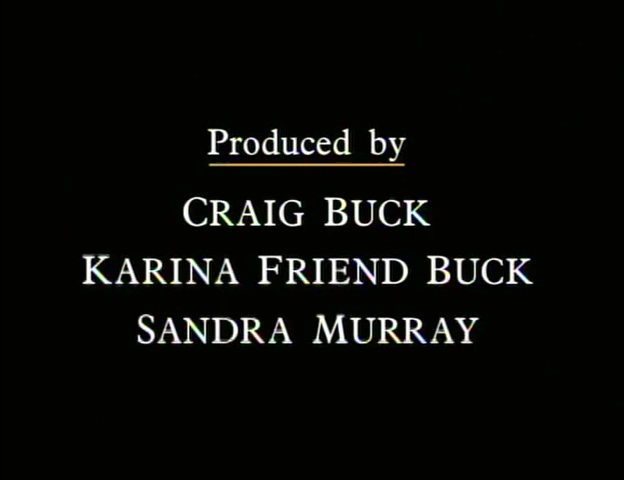 Produced by
CRAIG BUCK
KARINA FRIEND BUCK
SANDRA MURRAY